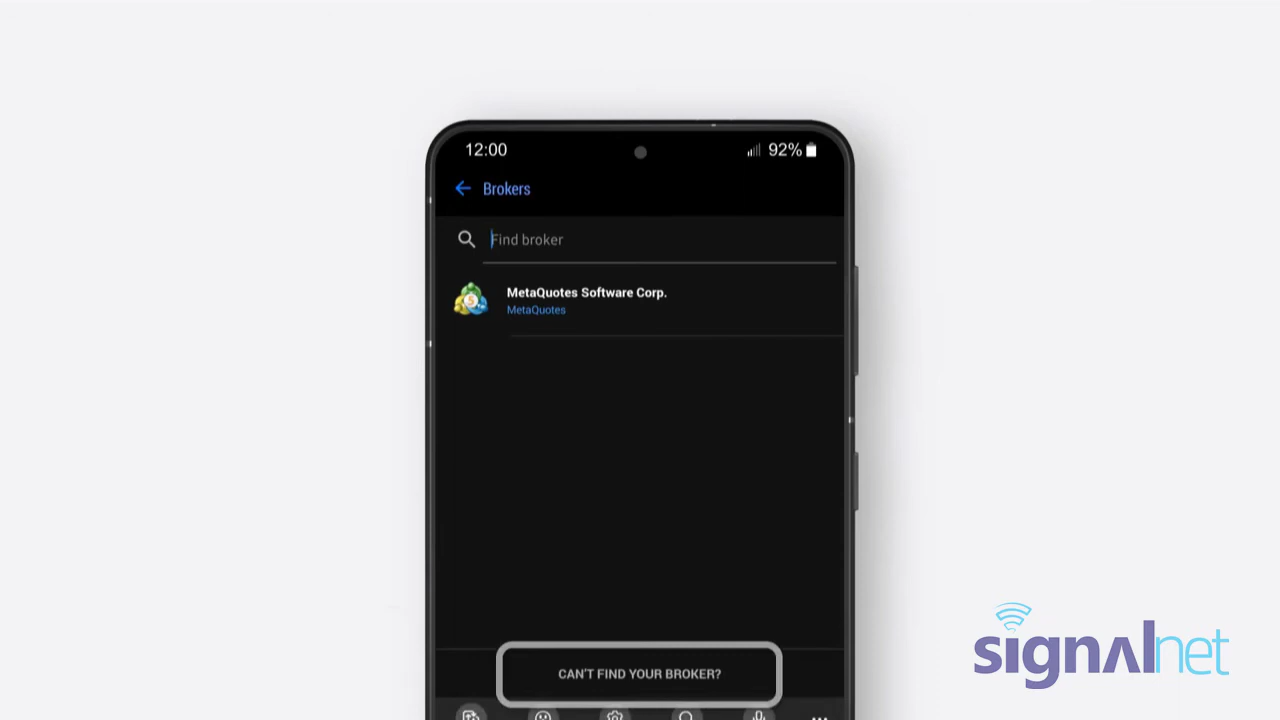 12:00
92%
Brokers
Find broker
MetaQuotes Software Corp.
MetaQuotes
CAN'T FIND YOUR BROKER?
signalnet